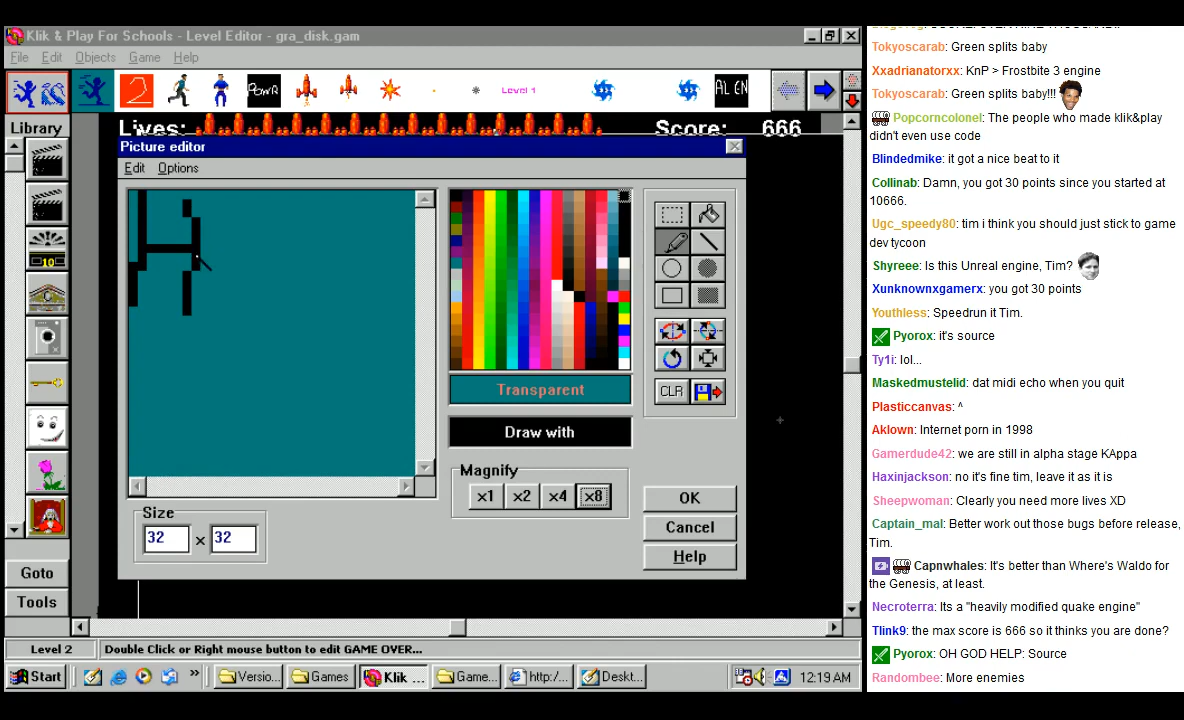 Klik & Play For Schools - Level Editor - gra_disk.gam
File Edit Objects Game Help
2 POWR Level 1 ALEN
Library
Lives: Score: 666
Picture editor
Edit Options
10
Transparent
Draw with
CLR
Magnify
x1 x2 x4 x8
Size
32 x 32
OK
Cancel
Help
Goto
Tools
Level 2 Double Click or Right mouse button to edit GAME OVER...
Start » Versio... Games Klik ... Game... http:/... Deskt... 12:19 AM
Tokyoscarab: Green splits baby
Xxadrianatorxx: KnP > Frostbite 3 engine
Tokyoscarab: Green splits baby!!!
Popcorncolonel: The people who made klik&play
didn't even use code
Blindedmike: it got a nice beat to it
Collinab: Damn, you got 30 points since you started at
10666.
Ugc_speedy80: tim i think you should just stick to game
dev tycoon
Shyreee: Is this Unreal engine, Tim?
Xunknownxgamerx: you got 30 points
Youthless: Speedrun it Tim.
Pyorox: it's source
Ty1i: lol...
Maskedmustelid: dat midi echo when you quit
Plasticcanvas: ^
Aklown: Internet porn in 1998
Gamerdude42: we are still in alpha stage KAppa
Haxinjackson: no it's fine tim, leave it as it is
Sheepwoman: Clearly you need more lives XD
Captain_mal: Better work out those bugs before release,
Tim.
Capnwhales: It's better than Where's Waldo for
the Genesis, at least.
Necroterra: Its a "heavily modified quake engine"
Tlink9: the max score is 666 so it thinks you are done?
Pyorox: OH GOD HELP: Source
Randombee: More enemies